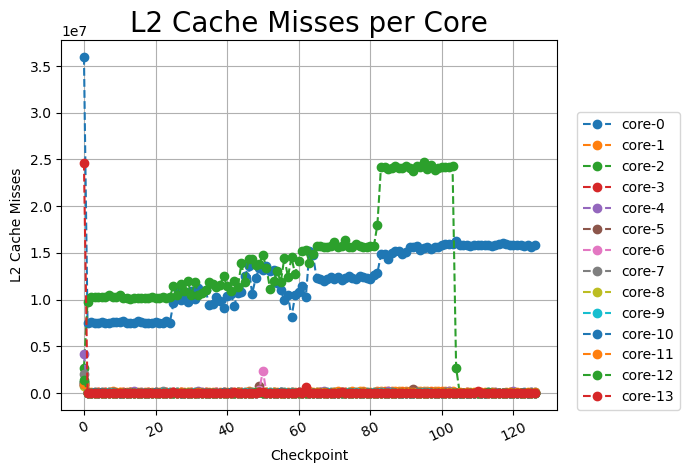 L2 Cache Misses per Core
1e7
3.5
3.0
2.5
2.0
1.5
1.0
0.5
0.0
L2 Cache Misses
0 20 40 60 80 100 120
Checkpoint
core-0
core-1
core-2
core-3
core-4
core-5
core-6
core-7
core-8
core-9
core-10
core-11
core-12
core-13